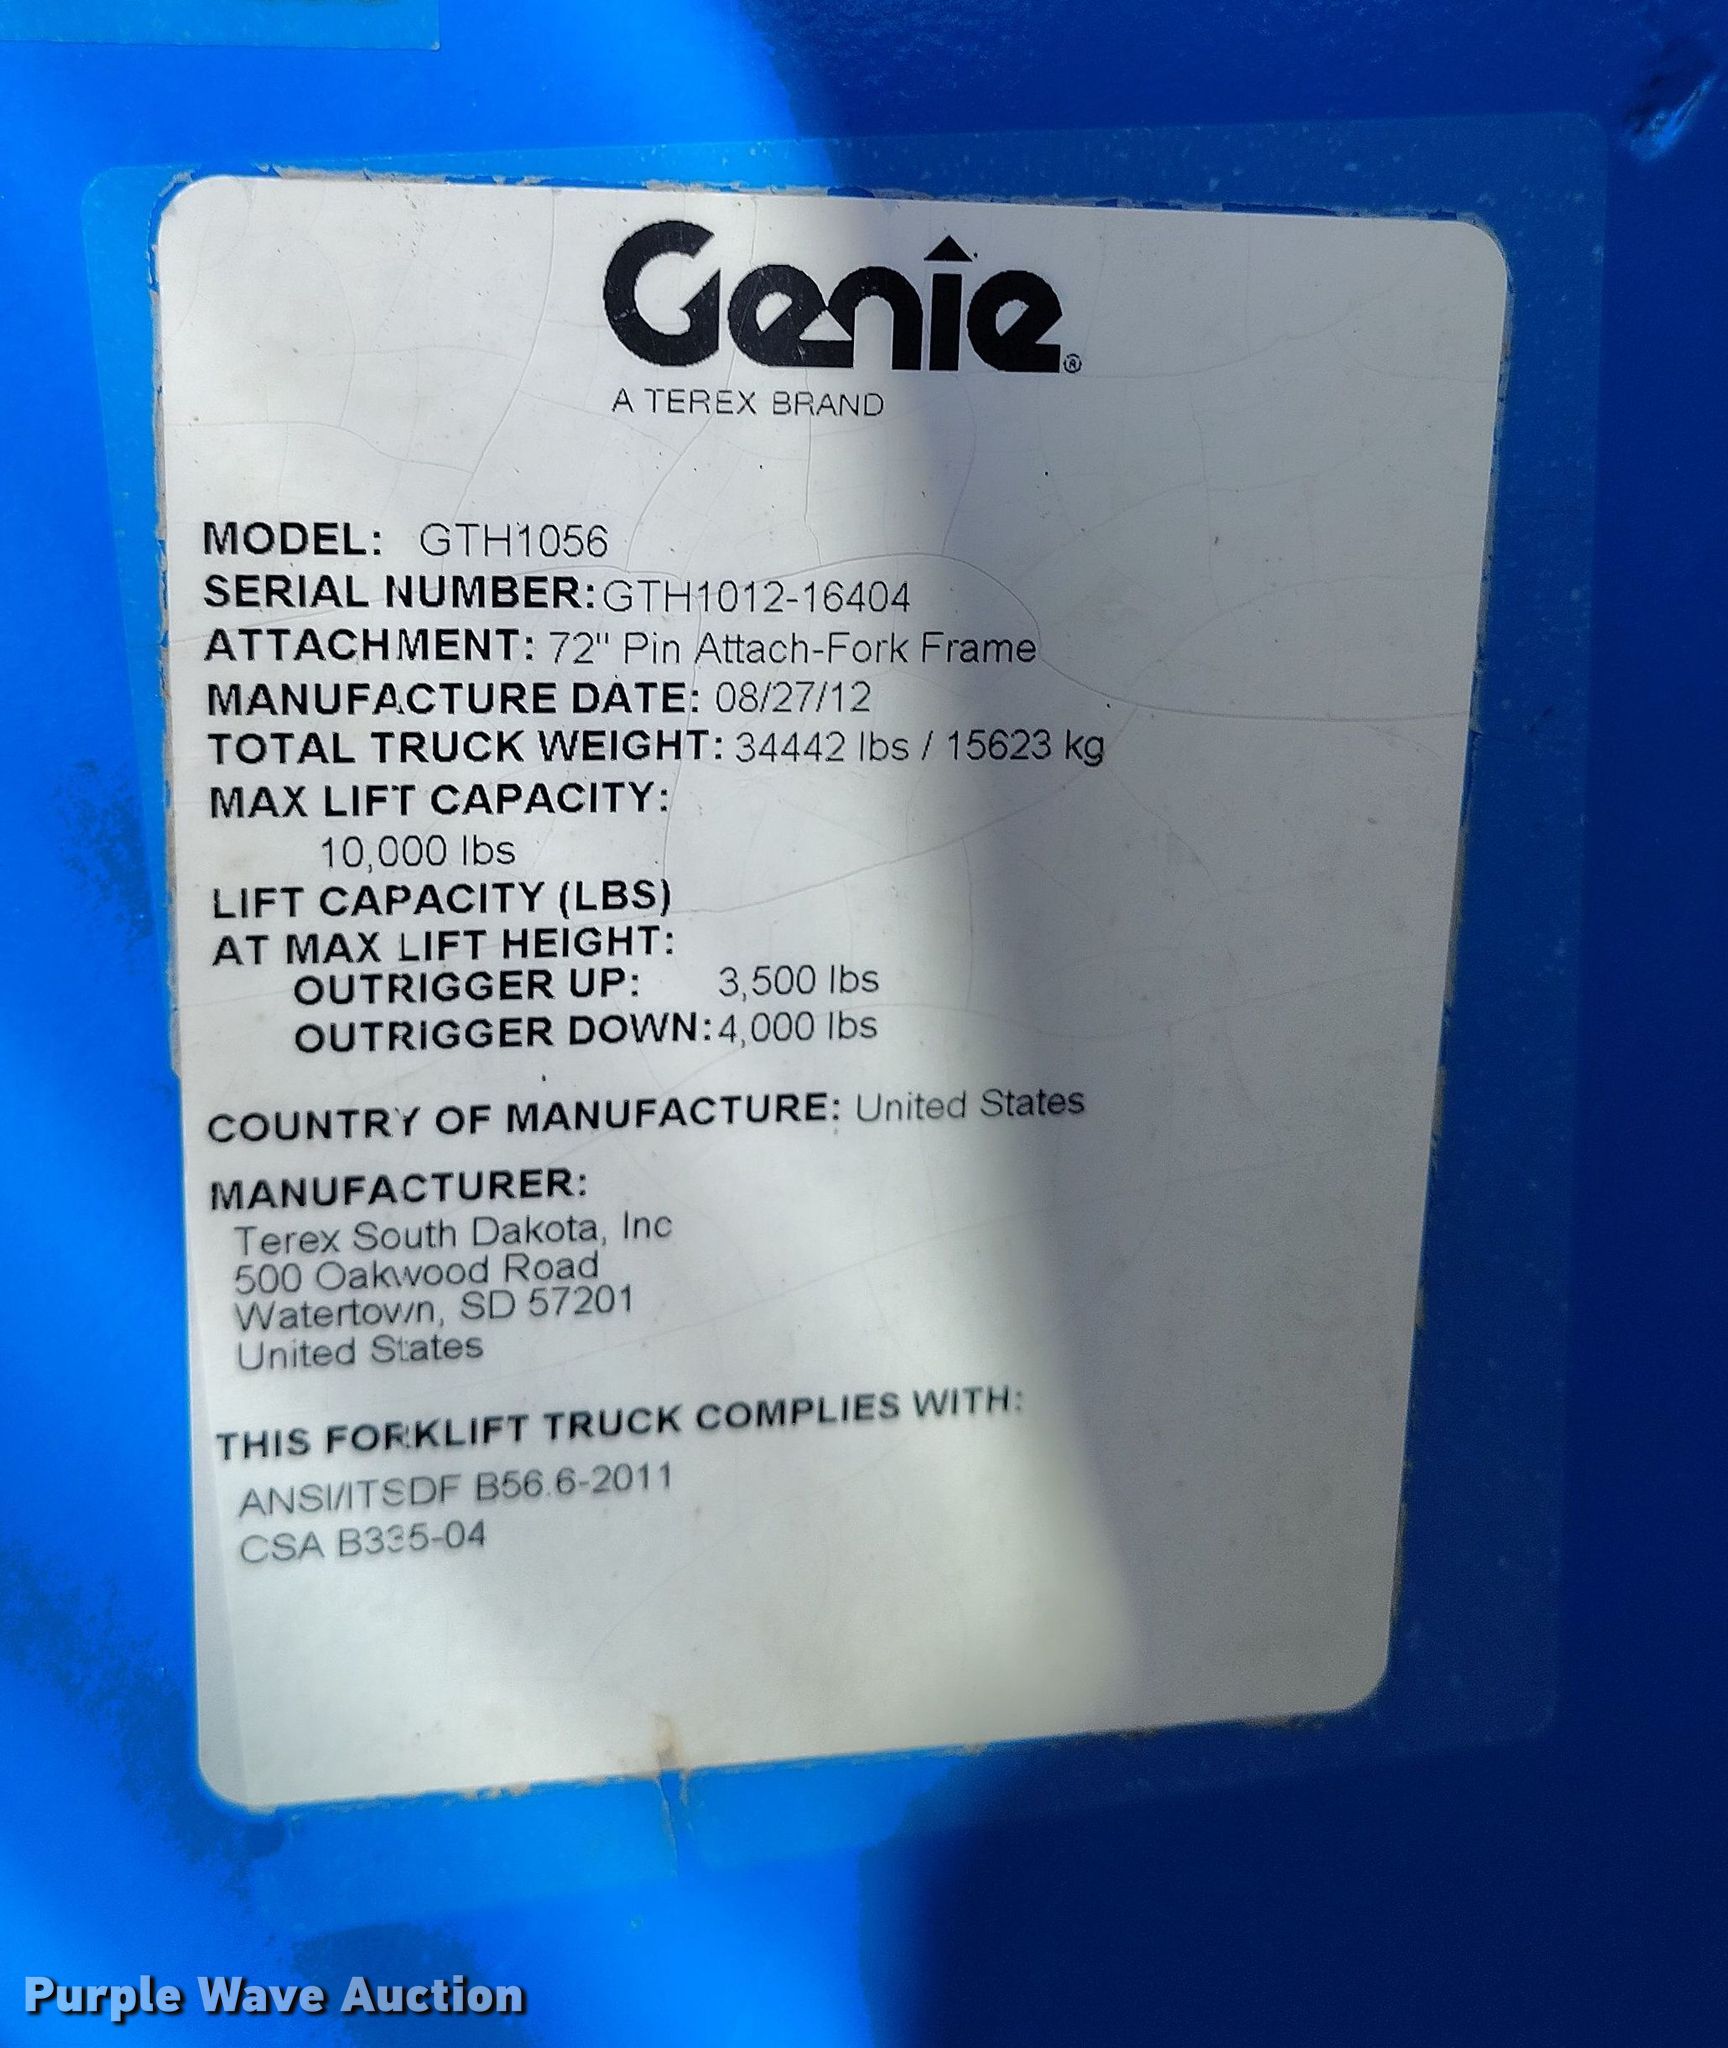 Genie®
A TEREX BRAND
MODEL: GTH1056
SERIAL NUMBER: GTH1012-16404
ATTACHMENT: 72" Pin Attach-Fork Frame
MANUFACTURE DATE: 08/27/12
TOTAL TRUCK WEIGHT: 34442 lbs / 15623 kg
MAX LIFT CAPACITY:
10,000 lbs
LIFT CAPACITY (LBS)
AT MAX LIFT HEIGHT:
OUTRIGGER UP: 3,500 lbs
OUTRIGGER DOWN: 4,000 lbs
COUNTRY OF MANUFACTURE: United States
MANUFACTURER:
Terex South Dakota, Inc
500 Oakwood Road
Watertown, SD 57201
United States
THIS FORKLIFT TRUCK COMPLIES WITH:
ANSI/ITSDF B56.6-2011
CSA B335-04
Purple Wave Auction